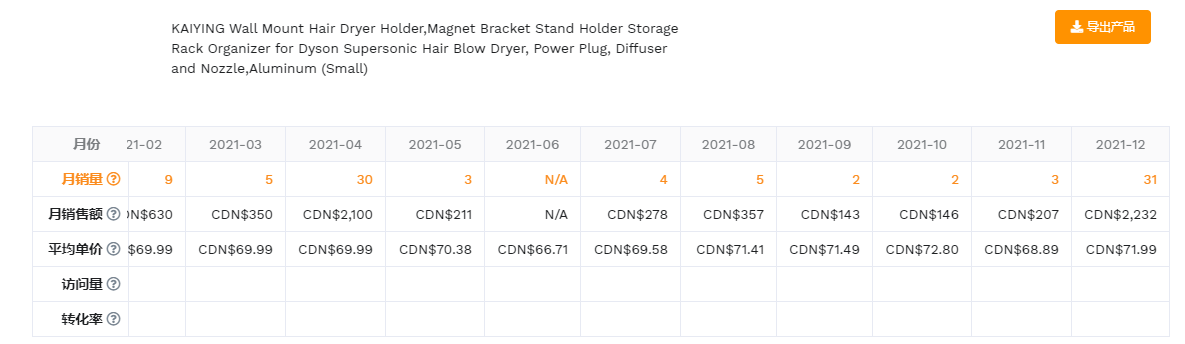 KAIYING Wall Mount Hair Dryer Holder,Magnet Bracket Stand Holder Storage
Rack Organizer for Dyson Supersonic Hair Blow Dryer, Power Plug, Diffuser
and Nozzle,Aluminum (Small)
导出产品
月份 21-02 2021-03 2021-04 2021-05 2021-06 2021-07 2021-08 2021-09 2021-10 2021-11 2021-12
月销量 9 5 30 3 N/A 4 5 2 2 3 31
月销售额 N$630 CDN$350 CDN$2,100 CDN$211 N/A CDN$278 CDN$357 CDN$143 CDN$146 CDN$207 CDN$2,232
平均单价 $69.99 CDN$69.99 CDN$69.99 CDN$70.38 CDN$66.71 CDN$69.58 CDN$71.41 CDN$71.49 CDN$72.80 CDN$68.89 CDN$71.99
访问量
转化率